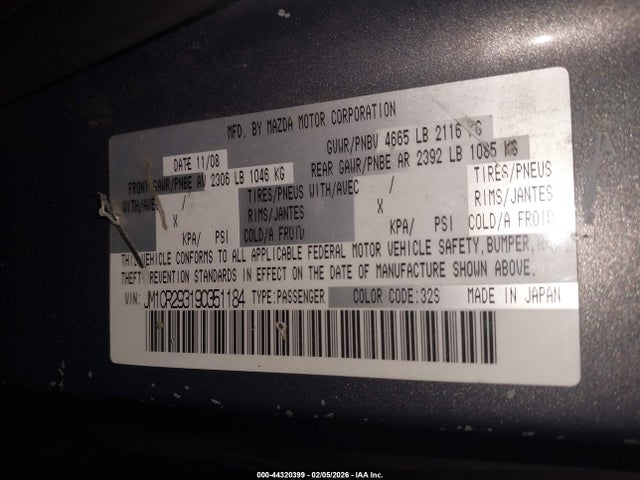 MFD. BY MAZDA MOTOR CORPORATION
DATE 11/08 GVWR/PNBV 4665 LB 2116 KG
FRONT GAWR/PNBE AV 2306 LB 1046 KG REAR GAWR/PNBE AR 2392 LB 1085 KG
WITH/AVEC / TIRES/PNEUS WITH/AVEC / TIRES/PNEUS
X RIMS/JANTES X RIMS/JANTES
KPA/ PSI COLD/A FROID KPA/ PSI COLD/A FROID
THIS VEHICLE CONFORMS TO ALL APPLICABLE FEDERAL MOTOR VEHICLE SAFETY, BUMPER,
THEFT PREVENTION STANDARDS IN EFFECT ON THE DATE OF MANUFACTURE SHOWN ABOVE.
VIN: JM1CR293190351184 TYPE:PASSENGER COLOR CODE:32S MADE IN JAPAN
000-44320399 - 02/05/2026 - IAA Inc.